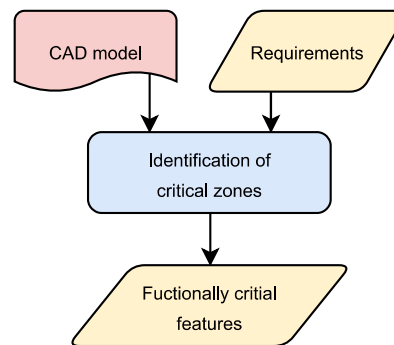 CAD model
Requirements
Identification of
critical zones
Fuctionally critial
features